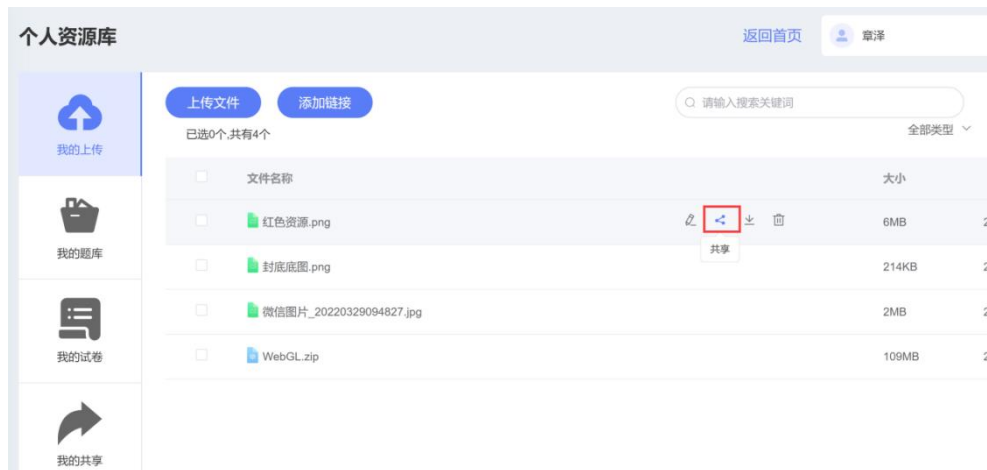 个人资源库
返回首页
章泽
上传文件
添加链接
请输入搜索关键词
已选0个,共有4个
全部类型
我的上传
文件名称
大小
红色资源.png
6MB
2
共享
我的题库
封底底图.png
214KB
2
微信图片_20220329094827.jpg
2MB
2
我的试卷
WebGL.zip
109MB
2
我的共享